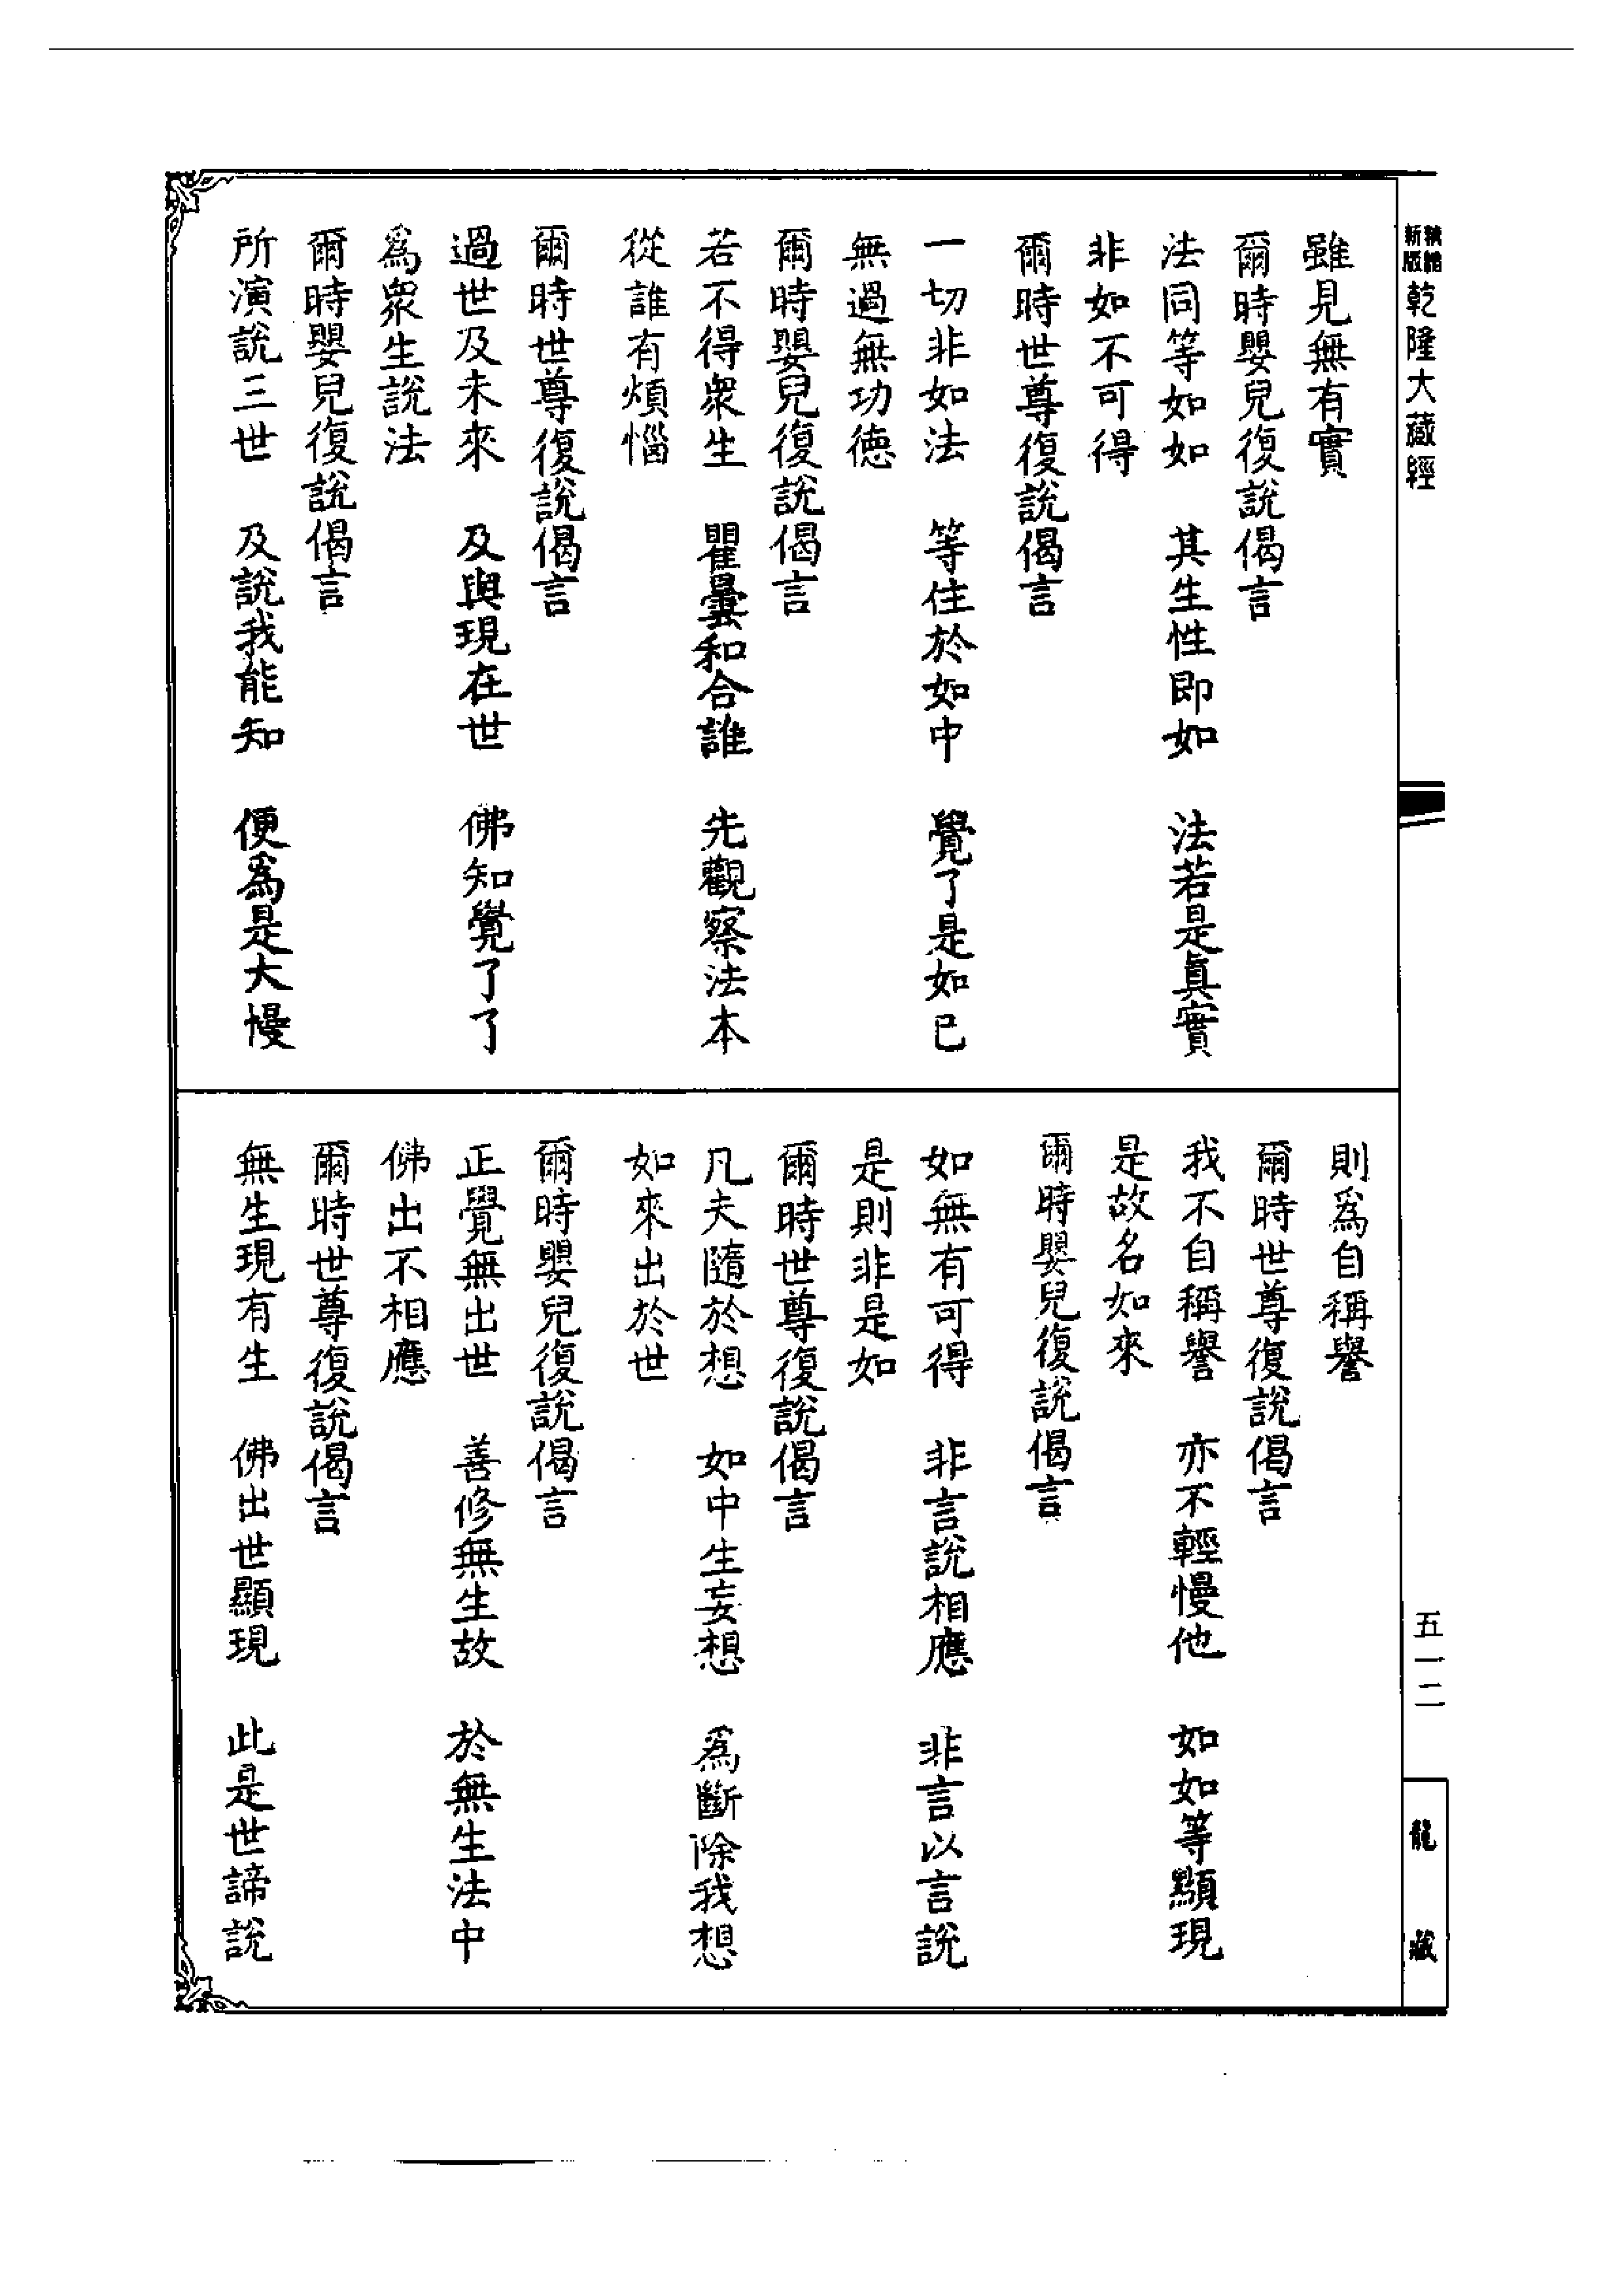 新版
乾隆大藏經
雖見無有實
爾時嬰兒復說偈言
法同等如如　其生性即如　法若是眞實
非如不可得
爾時世尊復說偈言
一切非如法　等住於如中　覺了是如已
無過無功德
爾時嬰兒復說偈言
若不得衆生　瞿曇和合誰　先觀察法本
從誰有煩惱
爾時世尊復說偈言
過世及未來　及與現在世　佛知覺了了
爲衆生說法
爾時嬰兒復說偈言
所演說三世　及說我能知　便爲是大慢
則爲自稱譽
爾時世尊復說偈言
我不自稱譽　亦不輕慢他　如如等顯現
是故名如來
爾時嬰兒復說偈言
如無有可得　非言說相應　非言以言說
是則非是如
爾時世尊復說偈言
凡夫隨於想　如中生妄想　爲斷除我想
如來出於世
爾時嬰兒復說偈言
正覺無出世　善修無生故　於無生法中
佛出不相應
爾時世尊復說偈言
無生現有生　佛出世顯現　此是世諦說
五一二
龍藏